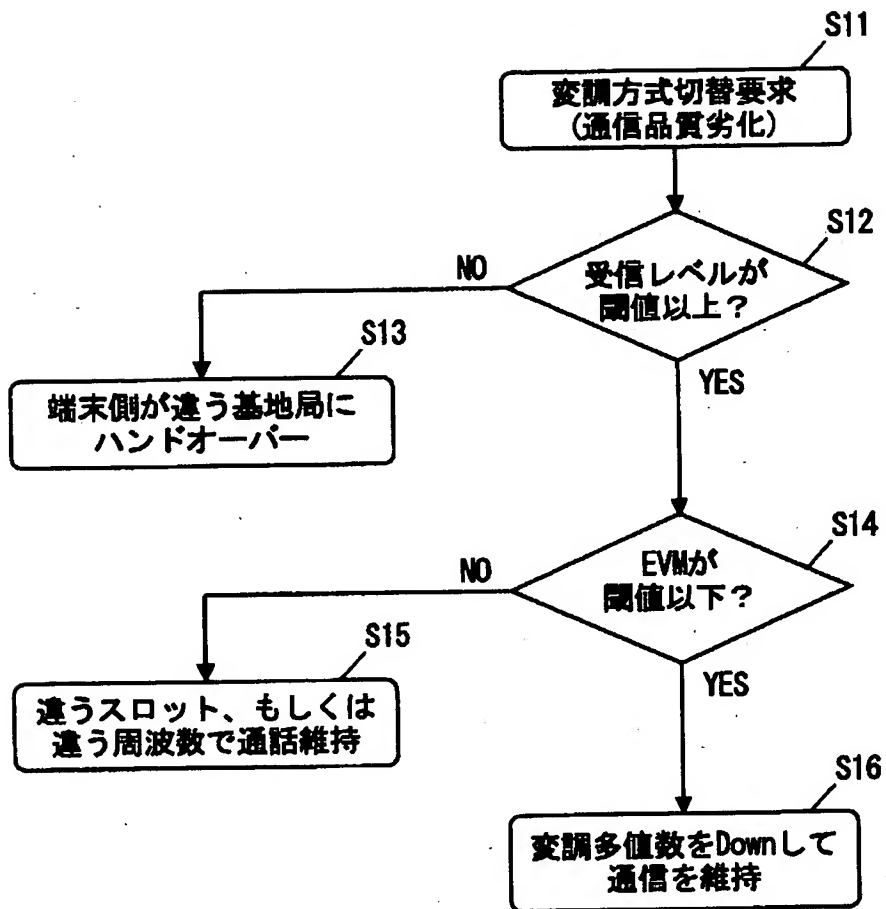 S11
変調方式切替要求
(通信品質劣化)
S12
受信レベルが
閾値以上？
NO
YES
S13
端末側が違う基地局に
ハンドオーバー
S14
EVMが
閾値以下？
NO
YES
S15
違うスロット、もしくは
違う周波数で通話維持
S16
変調多値数をDownして
通信を維持